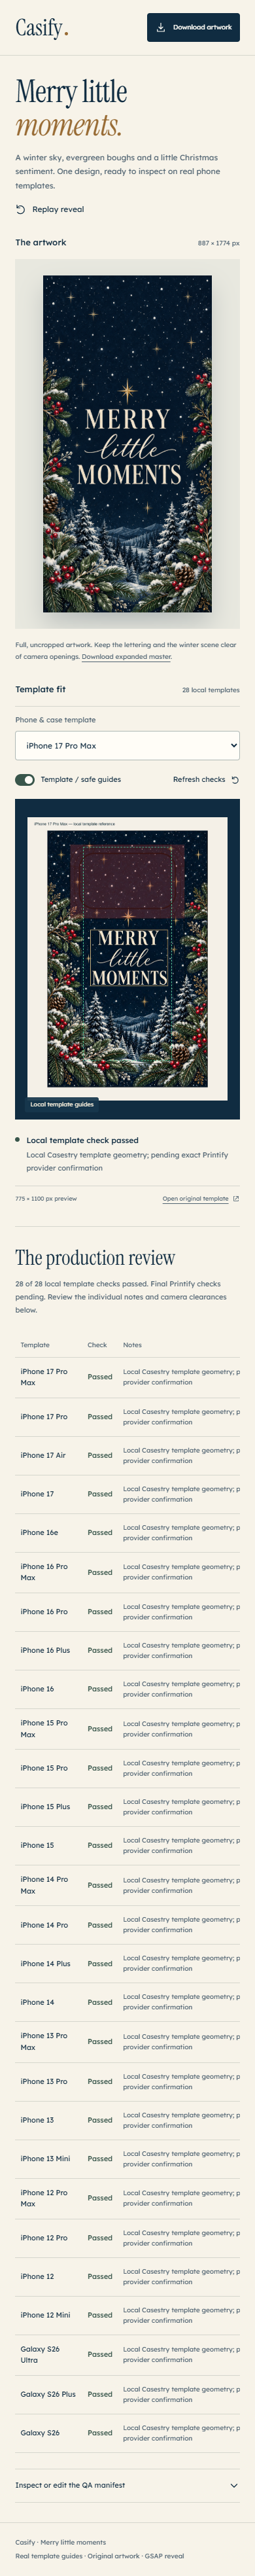 Casify.
Download artwork
Merry little
moments.
A winter sky, evergreen boughs and a little Christmas
sentiment. One design, ready to inspect on real phone
templates.
Replay reveal
The artwork
887 × 1774 px
MERRY
little
MOMENTS
Full, uncropped artwork. Keep the lettering and the winter scene clear
of camera openings. Download expanded master.
Template fit
28 local templates
Phone & case template
iPhone 17 Pro Max
Template / safe guides
Refresh checks
iPhone 17 Pro Max — local template reference
MERRY
little
MOMENTS
Local template guides
Local template check passed
Local Casestry template geometry; pending exact Printify
provider confirmation
775 × 1100 px preview
Open original template
The production review
28 of 28 local template checks passed. Final Printify checks
pending. Review the individual notes and camera clearances
below.
Template Check Notes
iPhone 17 Pro
Max
Passed
Local Casestry template geometry; p
provider confirmation
iPhone 17 Pro
Passed
Local Casestry template geometry; p
provider confirmation
iPhone 17 Air
Passed
Local Casestry template geometry; p
provider confirmation
iPhone 17
Passed
Local Casestry template geometry; p
provider confirmation
iPhone 16e
Passed
Local Casestry template geometry; p
provider confirmation
iPhone 16 Pro
Max
Passed
Local Casestry template geometry; p
provider confirmation
iPhone 16 Pro
Passed
Local Casestry template geometry; p
provider confirmation
iPhone 16 Plus
Passed
Local Casestry template geometry; p
provider confirmation
iPhone 16
Passed
Local Casestry template geometry; p
provider confirmation
iPhone 15 Pro
Max
Passed
Local Casestry template geometry; p
provider confirmation
iPhone 15 Pro
Passed
Local Casestry template geometry; p
provider confirmation
iPhone 15 Plus
Passed
Local Casestry template geometry; p
provider confirmation
iPhone 15
Passed
Local Casestry template geometry; p
provider confirmation
iPhone 14 Pro
Max
Passed
Local Casestry template geometry; p
provider confirmation
iPhone 14 Pro
Passed
Local Casestry template geometry; p
provider confirmation
iPhone 14 Plus
Passed
Local Casestry template geometry; p
provider confirmation
iPhone 14
Passed
Local Casestry template geometry; p
provider confirmation
iPhone 13 Pro
Max
Passed
Local Casestry template geometry; p
provider confirmation
iPhone 13 Pro
Passed
Local Casestry template geometry; p
provider confirmation
iPhone 13
Passed
Local Casestry template geometry; p
provider confirmation
iPhone 13 Mini
Passed
Local Casestry template geometry; p
provider confirmation
iPhone 12 Pro
Max
Passed
Local Casestry template geometry; p
provider confirmation
iPhone 12 Pro
Passed
Local Casestry template geometry; p
provider confirmation
iPhone 12
Passed
Local Casestry template geometry; p
provider confirmation
iPhone 12 Mini
Passed
Local Casestry template geometry; p
provider confirmation
Galaxy S26
Ultra
Passed
Local Casestry template geometry; p
provider confirmation
Galaxy S26 Plus
Passed
Local Casestry template geometry; p
provider confirmation
Galaxy S26
Passed
Local Casestry template geometry; p
provider confirmation
Inspect or edit the QA manifest
Casify · Merry little moments
Real template guides · Original artwork · GSAP reveal